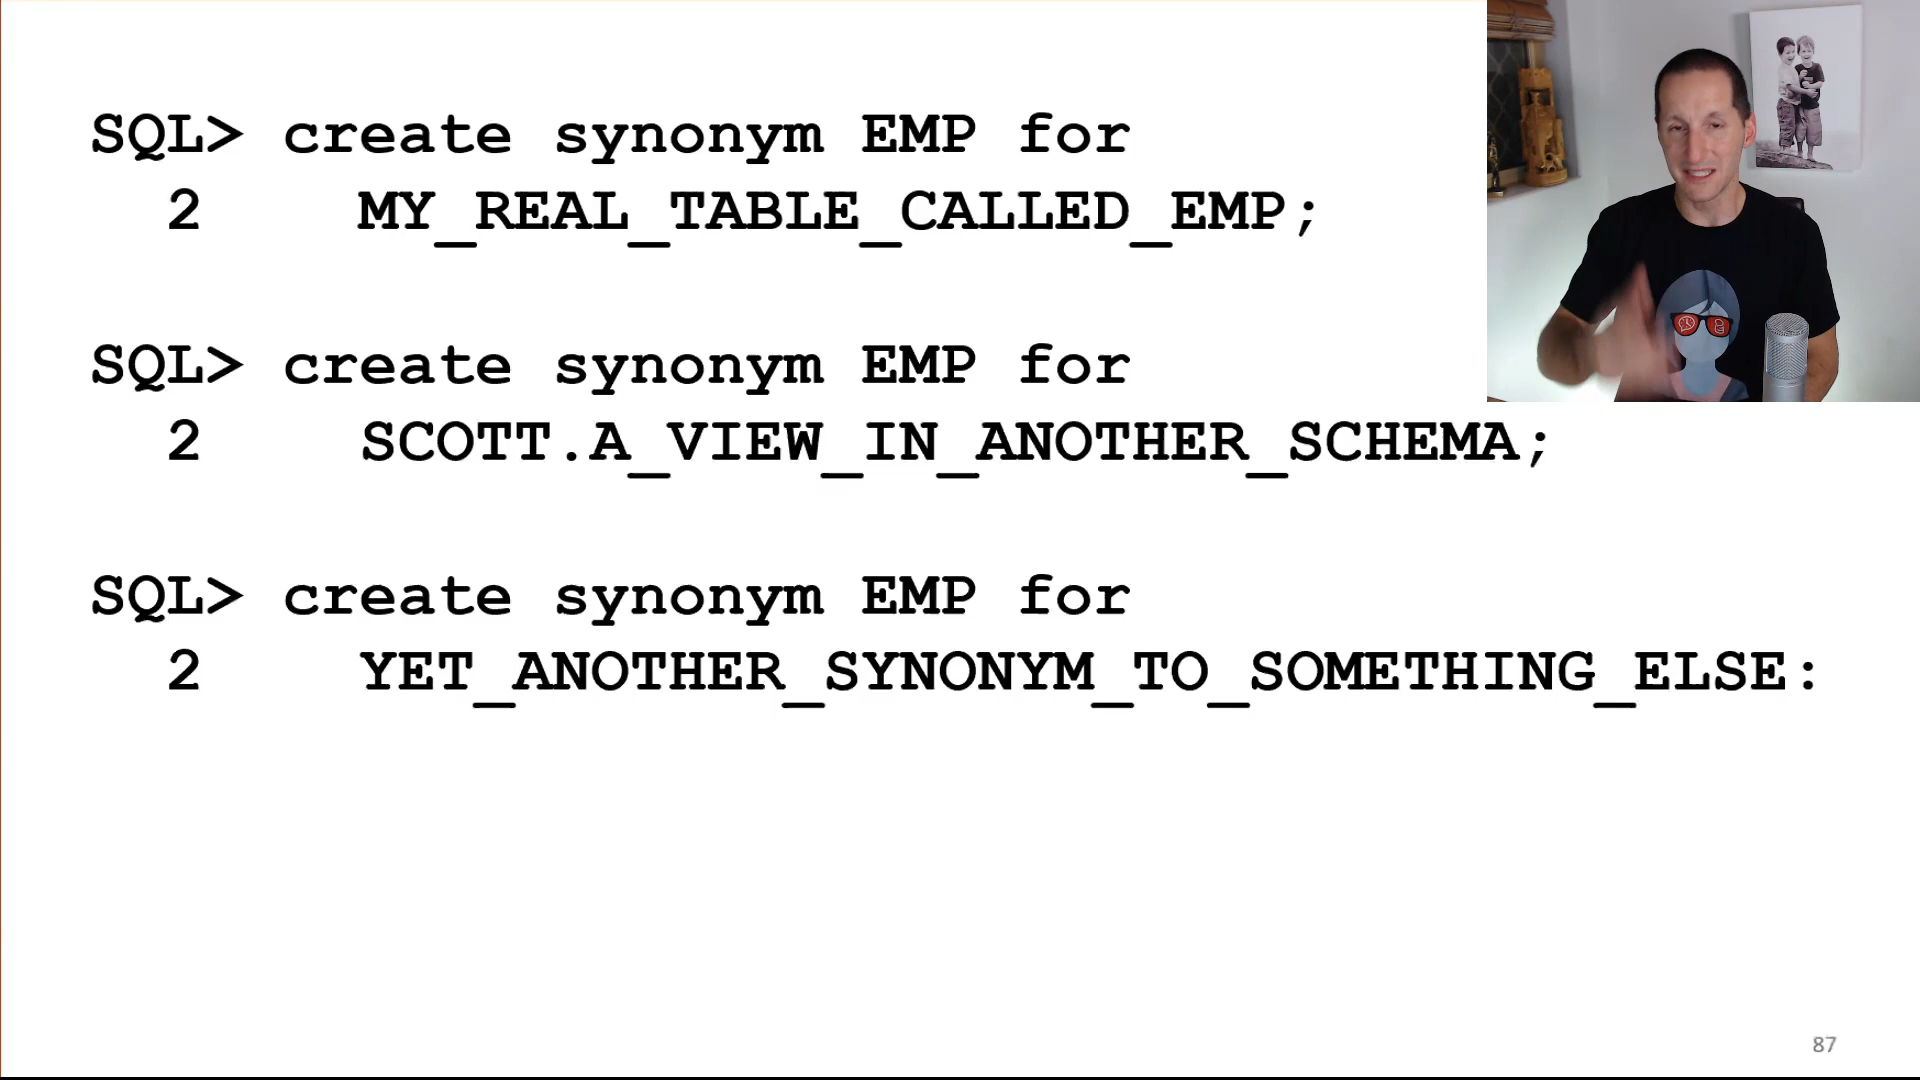 SQL> create synonym EMP for
2 MY_REAL_TABLE_CALLED_EMP;
SQL> create synonym EMP for
2 SCOTT.A_VIEW_IN_ANOTHER_SCHEMA;
SQL> create synonym EMP for
2 YET_ANOTHER_SYNONYM_TO_SOMETHING_ELSE:
87